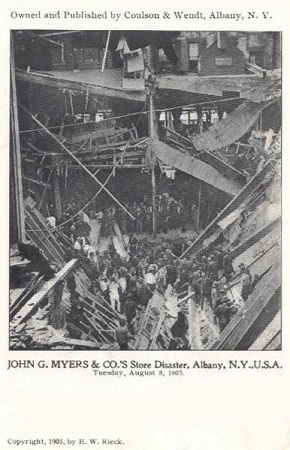 Owned and Published by Coulson & Wendt, Albany, N. Y.
JOHN G. MYERS & CO.'S Store Disaster, Albany, N.Y., U.S.A.
Tuesday, August 8, 1905.
Copyright, 1905, by H. W. Rieck.